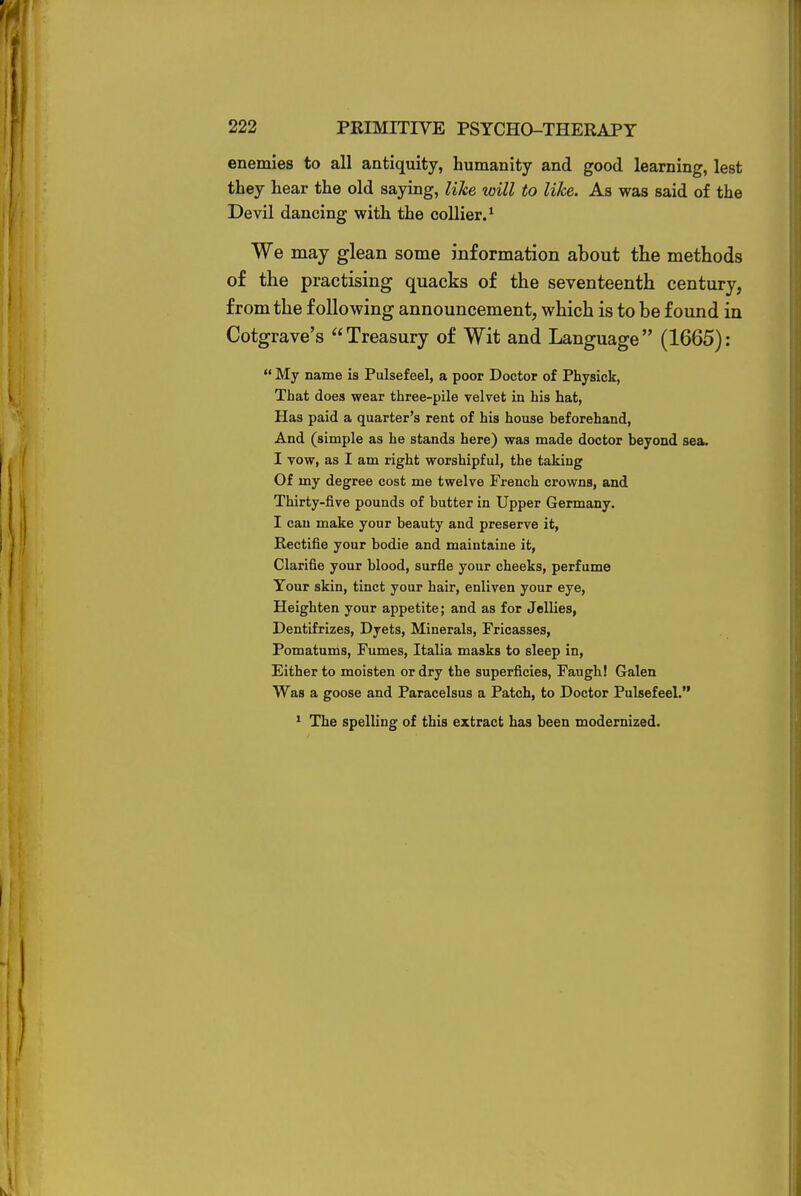 222 PRIMITIVE PSYCHO-THERAPY
enemies to all antiquity, humanity and good learning, lest
they hear the old saying, like will to like. As was said of the
Devil dancing with the collier.¹
We may glean some information about the methods
of the practising quacks of the seventeenth century,
from the following announcement, which is to be found in
Cotgrave's "Treasury of Wit and Language" (1665):
"My name is Pulsefeel, a poor Doctor of Physick,
That does wear three-pile velvet in his hat,
Has paid a quarter's rent of his house beforehand,
And (simple as he stands here) was made doctor beyond sea.
I vow, as I am right worshipful, the taking
Of my degree cost me twelve French crowns, and
Thirty-five pounds of butter in Upper Germany.
I can make your beauty and preserve it,
Rectifie your bodie and maintaine it,
Clarifie your blood, surfle your cheeks, perfume
Your skin, tinct your hair, enliven your eye,
Heighten your appetite; and as for Jellies,
Dentifrizes, Dyets, Minerals, Fricasses,
Pomatums, Fumes, Italia masks to sleep in,
Either to moisten or dry the superficies, Faugh! Galen
Was a goose and Paracelsus a Patch, to Doctor Pulsefeel."
¹ The spelling of this extract has been modernized.